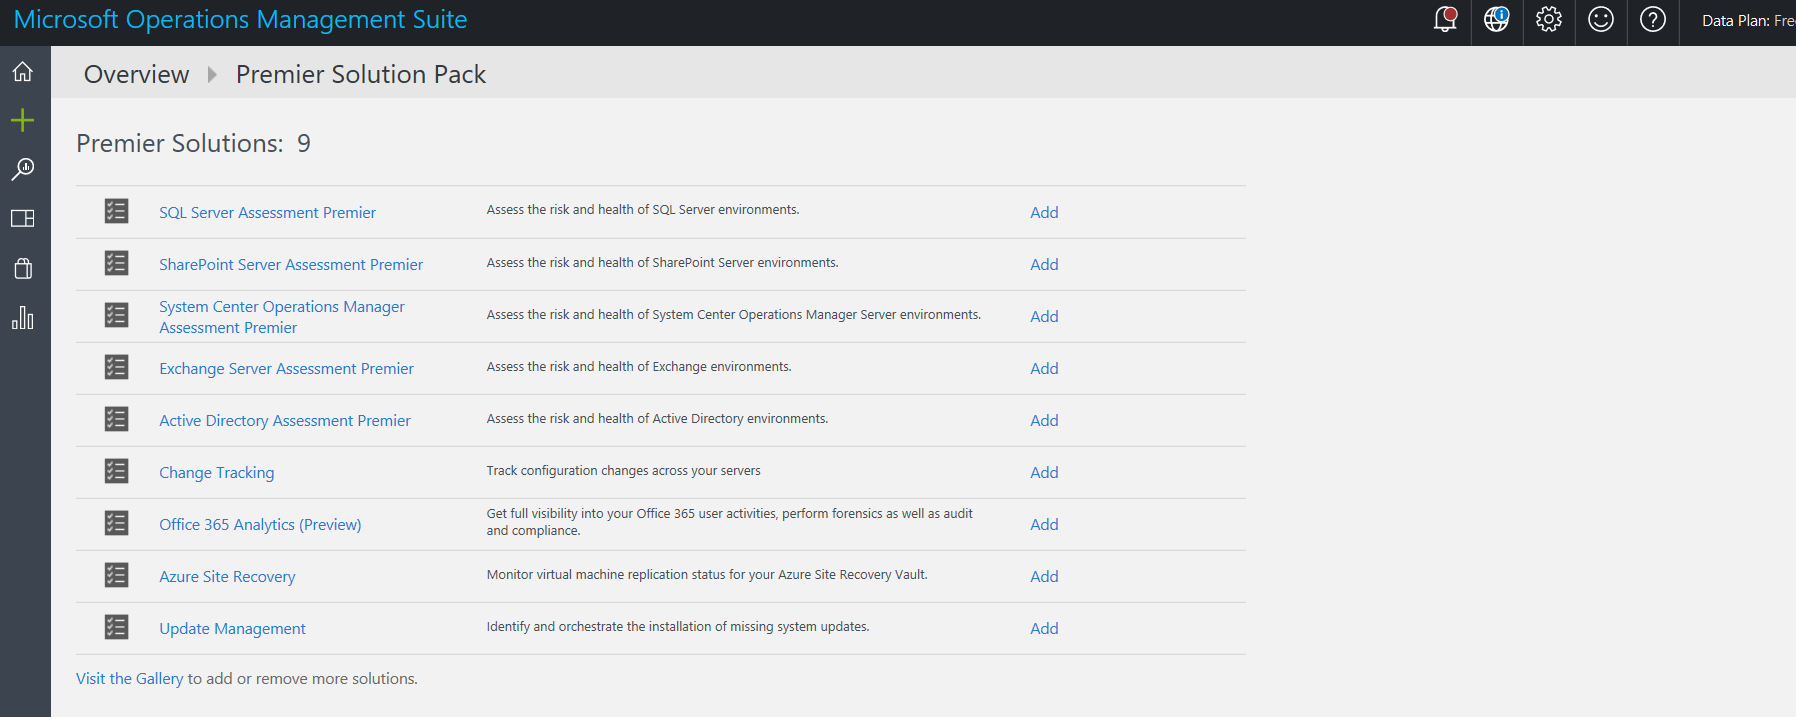 Microsoft Operations Management Suite
Data Plan: Fre
Overview
Premier Solution Pack
Premier Solutions: 9
SQL Server Assessment Premier
Assess the risk and health of SQL Server environments.
Add
SharePoint Server Assessment Premier
Assess the risk and health of SharePoint Server environments.
Add
System Center Operations Manager
Assessment Premier
Assess the risk and health of System Center Operations Manager Server environments.
Add
Exchange Server Assessment Premier
Assess the risk and health of Exchange environments.
Add
Active Directory Assessment Premier
Assess the risk and health of Active Directory environments.
Add
Change Tracking
Track configuration changes across your servers
Add
Office 365 Analytics (Preview)
Get full visibility into your Office 365 user activities, perform forensics as well as audit
and compliance.
Add
Azure Site Recovery
Monitor virtual machine replication status for your Azure Site Recovery Vault.
Add
Update Management
Identify and orchestrate the installation of missing system updates.
Add
Visit the Gallery to add or remove more solutions.